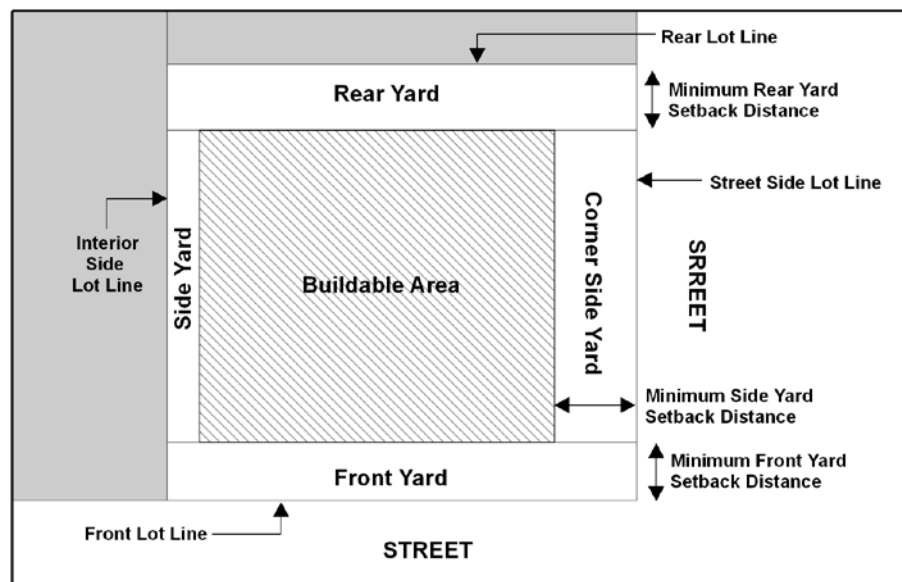 Rear Lot Line
Rear Yard
Minimum Rear Yard
Setback Distance
Street Side Lot Line
Interior
Side
Lot Line
Side Yard
Buildable Area
Corner Side Yard
SRREET
Minimum Side Yard
Setback Distance
Minimum Front Yard
Setback Distance
Front Yard
Front Lot Line
STREET